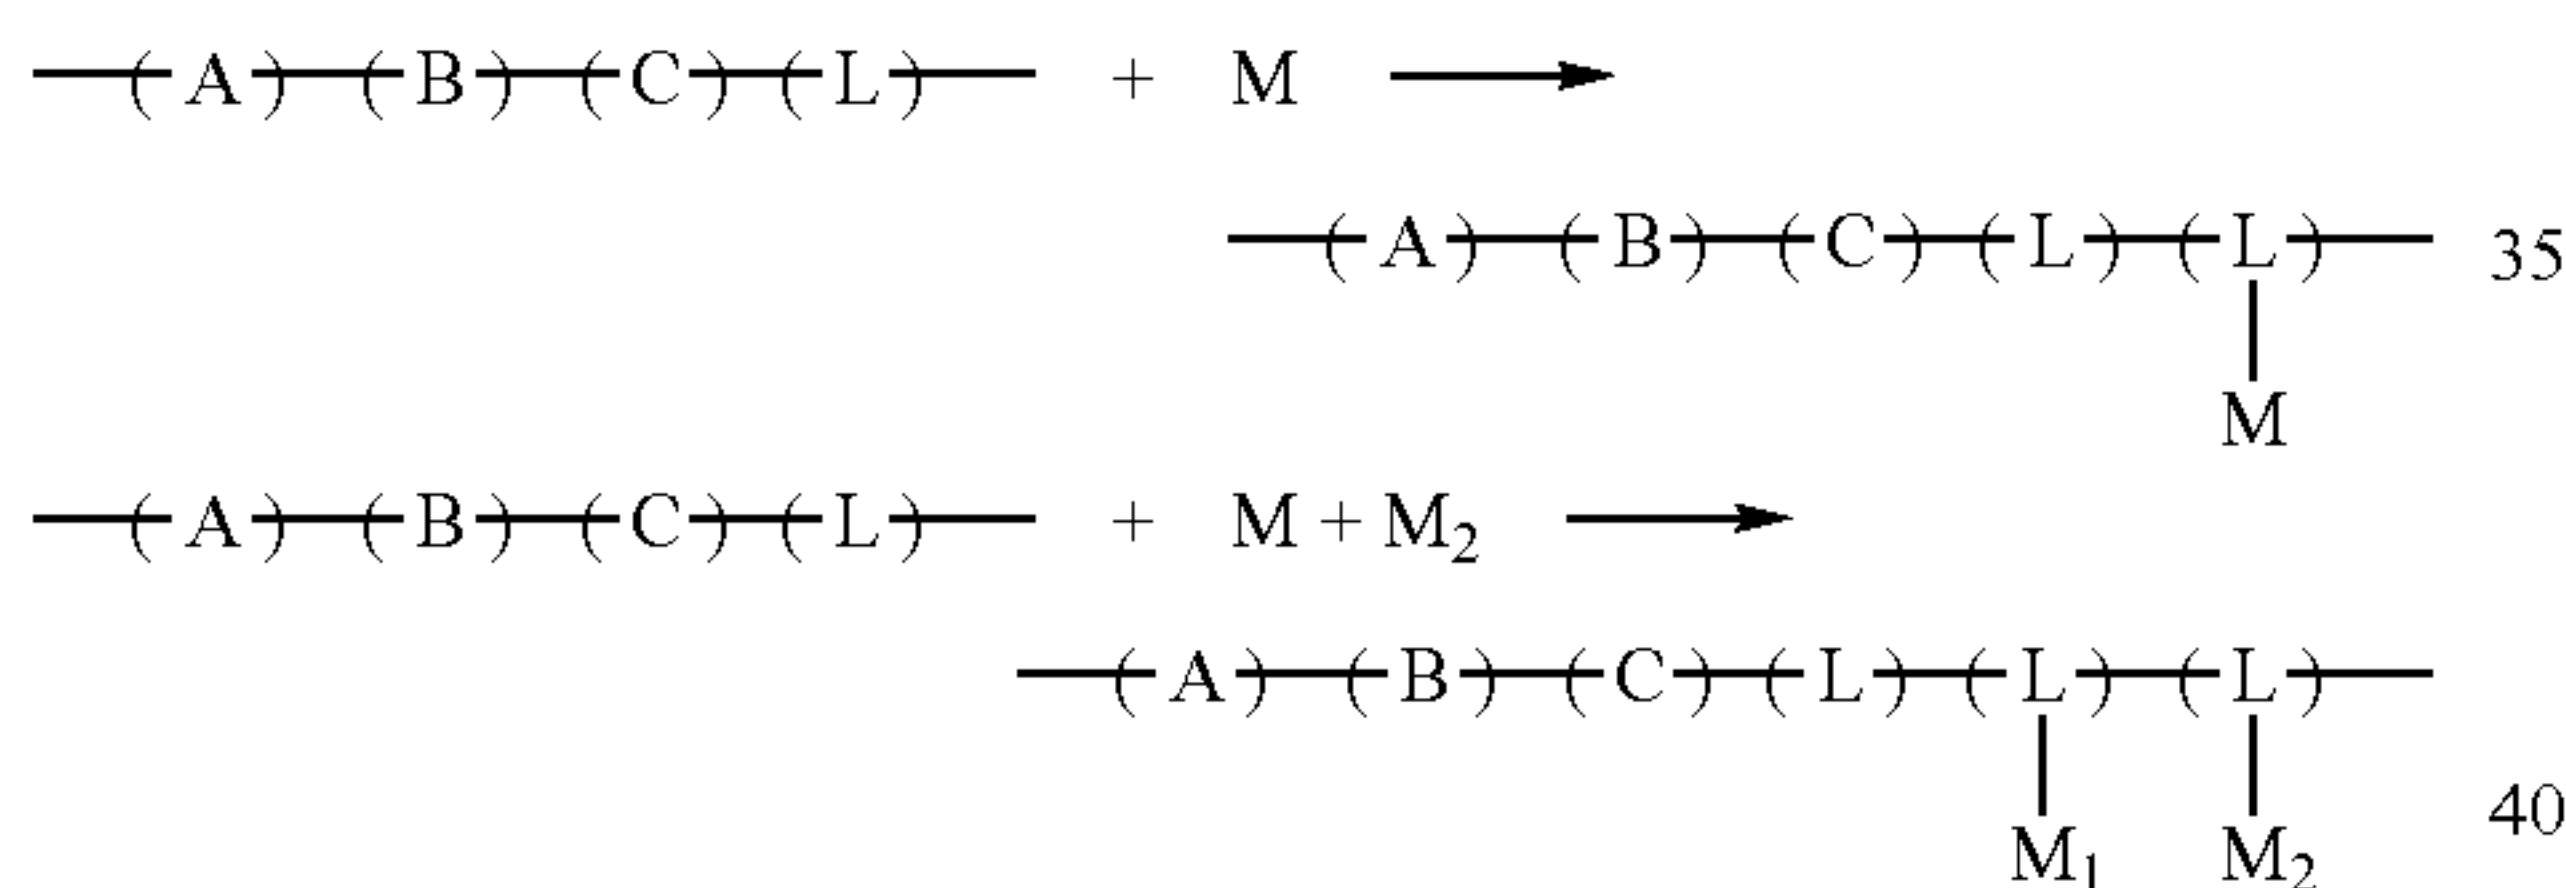 ( A ) ( B ) ( C ) ( L ) + M
( A ) ( B ) ( C ) ( L ) ( L ) 35
M
( A ) ( B ) ( C ) ( L ) + M + M₂
( A ) ( B ) ( C ) ( L ) ( L ) ( L )
40
M₁ M₂